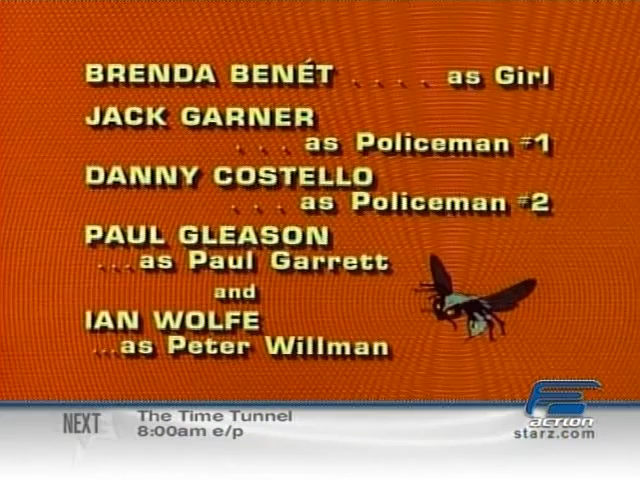 BRENDA BENÉT . . . . as Girl
JACK GARNER
. . . as Policeman #1
DANNY COSTELLO
. . . as Policeman #2
PAUL GLEASON
...as Paul Garrett
and
IAN WOLFE
...as Peter Willman
NEXT
The Time Tunnel
8:00am e/p
action
starz.com